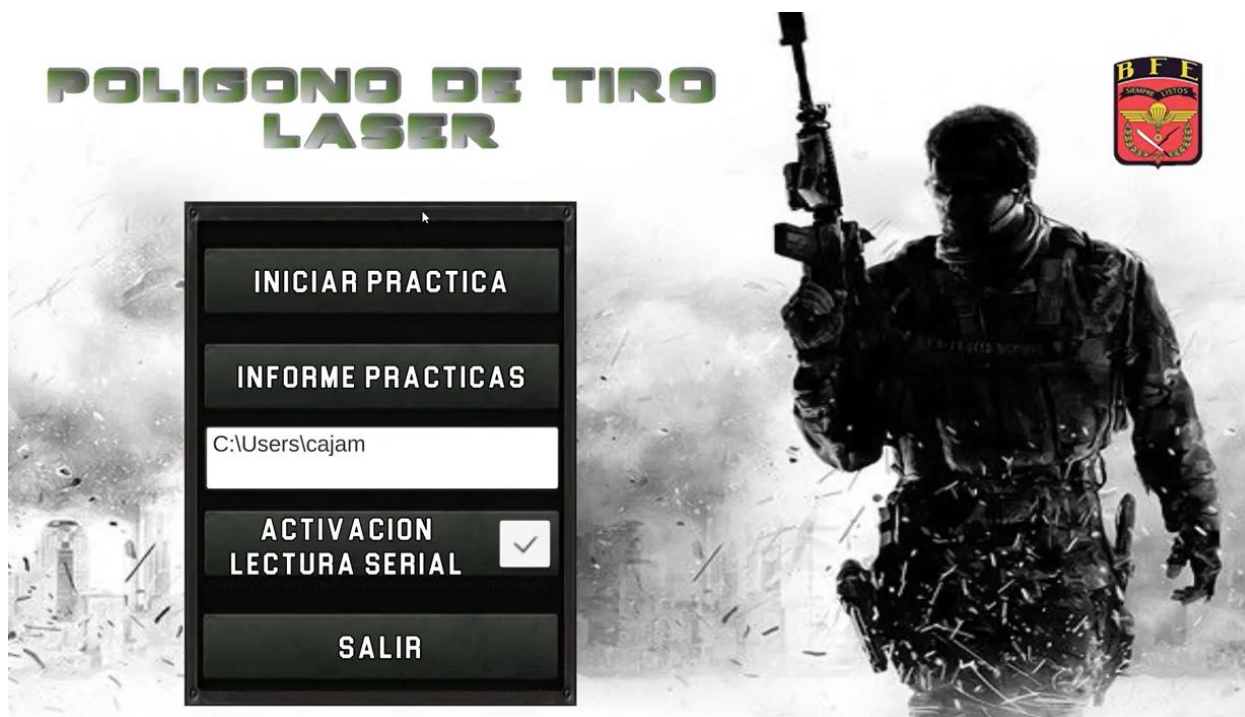 POLIGONO DE TIRO
LASER
BFE
SIEMPRE LISTOS
INICIAR PRACTICA
INFORME PRACTICAS
C:\Users\cajam
ACTIVACION
LECTURA SERIAL
SALIR